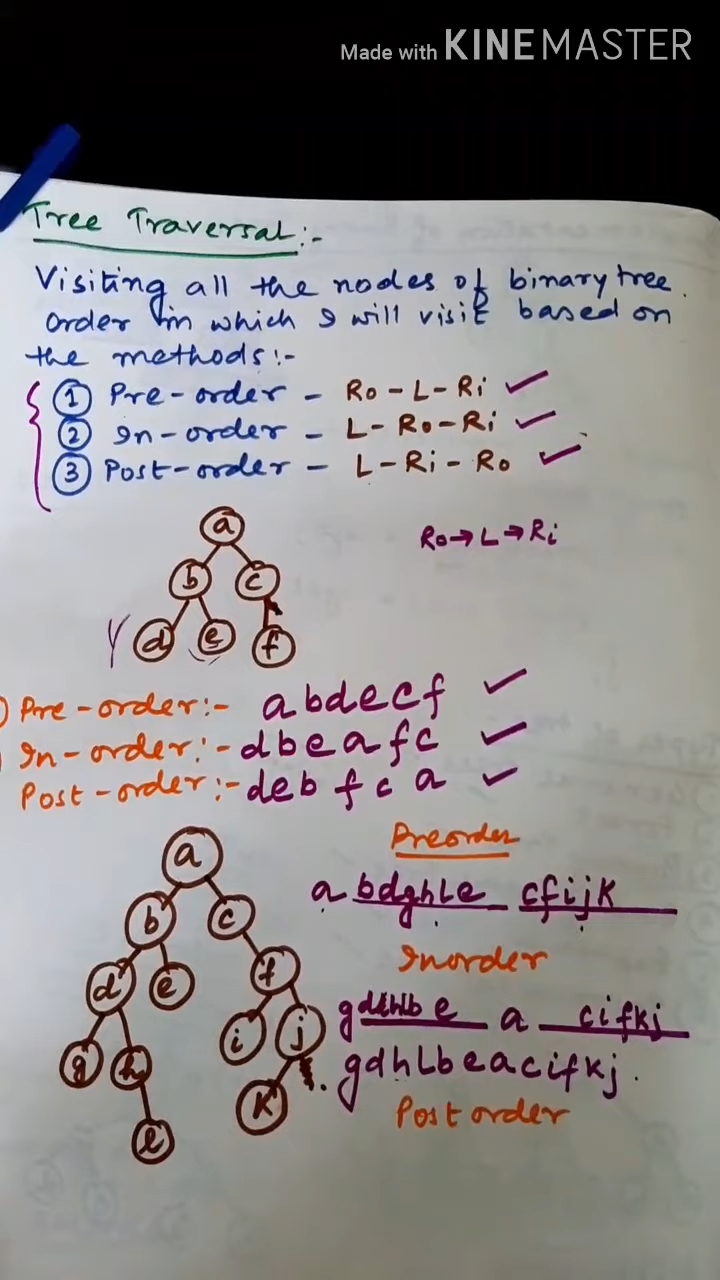 Made with KINEMASTER
Tree Traversal:-
Visiting all the nodes of binary tree.
order in which I will visit based on
the methods:-
1 Pre-order - Ro-L-Ri ✓
2 In-order - L-Ro-Ri ✓
3 Post-order - L-Ri-Ro ✓
Ro→L→Ri
a
b c
d e f
Pre-order:- abdecf ✓
In-order:- dbeafc ✓
Post-order:- debfca ✓
Preorder
a bdghle cfijk
Inorder
e a cifkj
gdhlbeacifkj.
Post order
a
b c
d e f
g h i j
l k